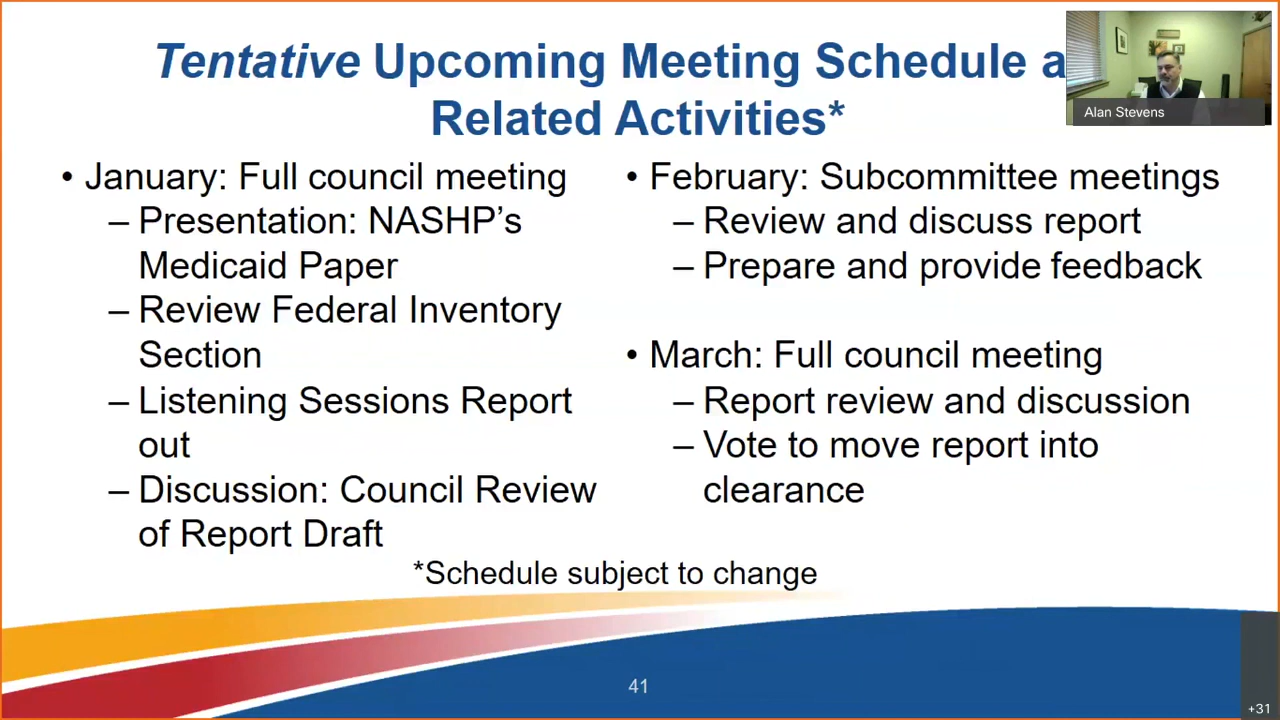 Tentative Upcoming Meeting Schedule a
Related Activities*
• January: Full council meeting
– Presentation: NASHP’s
Medicaid Paper
– Review Federal Inventory
Section
– Listening Sessions Report
out
– Discussion: Council Review
of Report Draft
• February: Subcommittee meetings
– Review and discuss report
– Prepare and provide feedback
• March: Full council meeting
– Report review and discussion
– Vote to move report into
clearance
*Schedule subject to change
41
Alan Stevens
+31